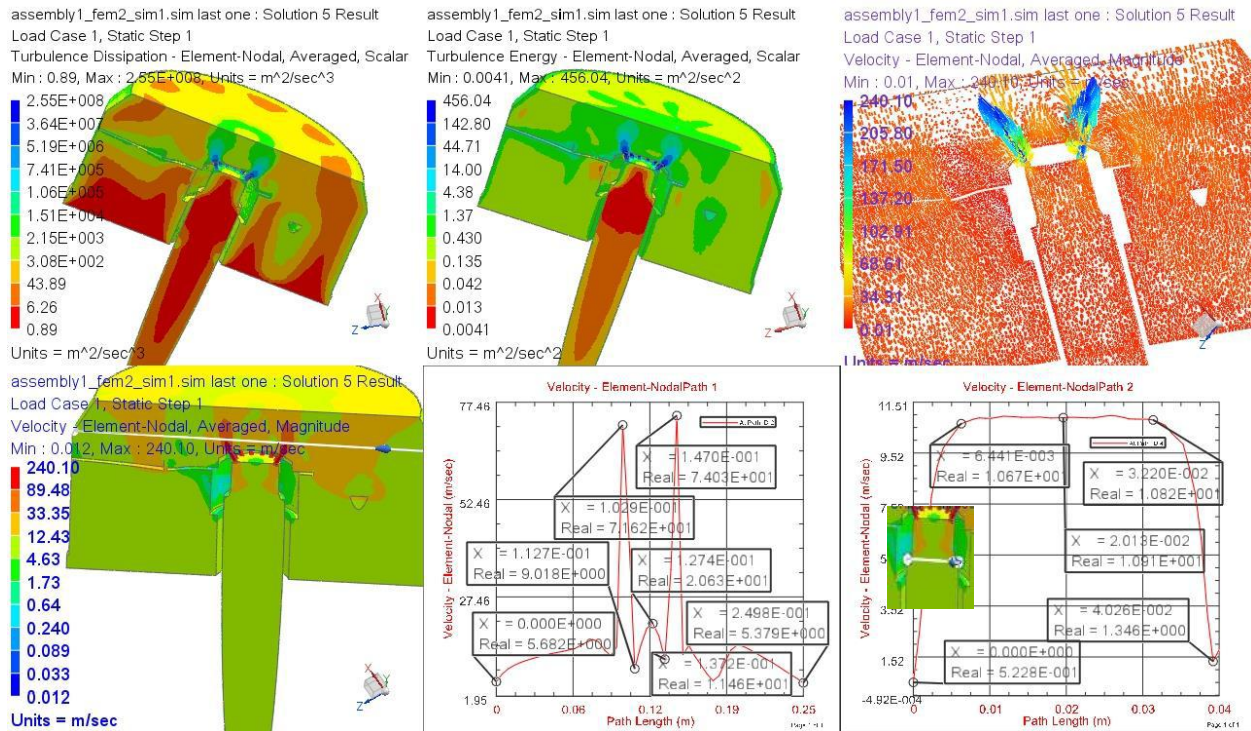 assembly1_fem2_sim1.sim last one : Solution 5 Result
Load Case 1, Static Step 1
Turbulence Dissipation - Element-Nodal, Averaged, Scalar
Min : 0.89, Max : 2.55E+008, Units = m^2/sec^3
2.55E+008
3.64E+007
5.19E+006
7.41E+005
1.06E+005
1.51E+004
2.15E+003
3.08E+002
43.89
6.26
0.89
Units = m^2/sec^3
X
Y
Z
assembly1_fem2_sim1.sim last one : Solution 5 Result
Load Case 1, Static Step 1
Turbulence Energy - Element-Nodal, Averaged, Scalar
Min : 0.0041, Max : 456.04, Units = m^2/sec^2
456.04
142.80
44.71
14.00
4.38
1.37
0.430
0.135
0.042
0.013
0.0041
Units = m^2/sec^2
X
Y
Z
assembly1_fem2_sim1.sim last one : Solution 5 Result
Load Case 1, Static Step 1
Velocity - Element-Nodal, Averaged, Magnitude
Min : 0.01, Max : 240.10, Units = m/sec
240.10
205.80
171.50
137.20
102.91
68.61
34.31
0.01
Units = m/sec
Z
assembly1_fem2_sim1.sim last one : Solution 5 Result
Load Case 1, Static Step 1
Velocity - Element-Nodal, Averaged, Magnitude
Min : 0.012, Max : 240.10, Units = m/sec
240.10
89.48
33.35
12.43
4.63
1.73
0.64
0.240
0.089
0.033
0.012
Units = m/sec
X
Z
Velocity - Element-NodalPath 1
77.46
52.46
27.46
1.95
Velocity - Element-Nodal (m/sec)
X = 1.470E-001
Real = 7.403E+001
X = 1.029E-001
Real = 7.162E+001
X = 1.127E-001
Real = 9.018E+000
X = 1.274E-001
Real = 2.063E+001
X = 0.000E+000
Real = 5.682E+000
X = 2.498E-001
Real = 5.379E+000
X = 1.372E-001
Real = 1.146E+001
0.00 0.06 0.12 0.19 0.25
Path Length (m)
Velocity - Element-NodalPath 2
11.51
9.52
3.52
1.52
-4.92E-004
Velocity - Element-Nodal (m/sec)
X = 6.441E-003
Real = 1.067E+001
X = 3.220E-002
Real = 1.082E+001
X = 2.013E-002
Real = 1.091E+001
X = 4.026E-002
Real = 1.346E+000
X = 0.000E+000
Real = 5.228E-001
0.00 0.01 0.02 0.03 0.04
Path Length (m)
Page 1 of 1